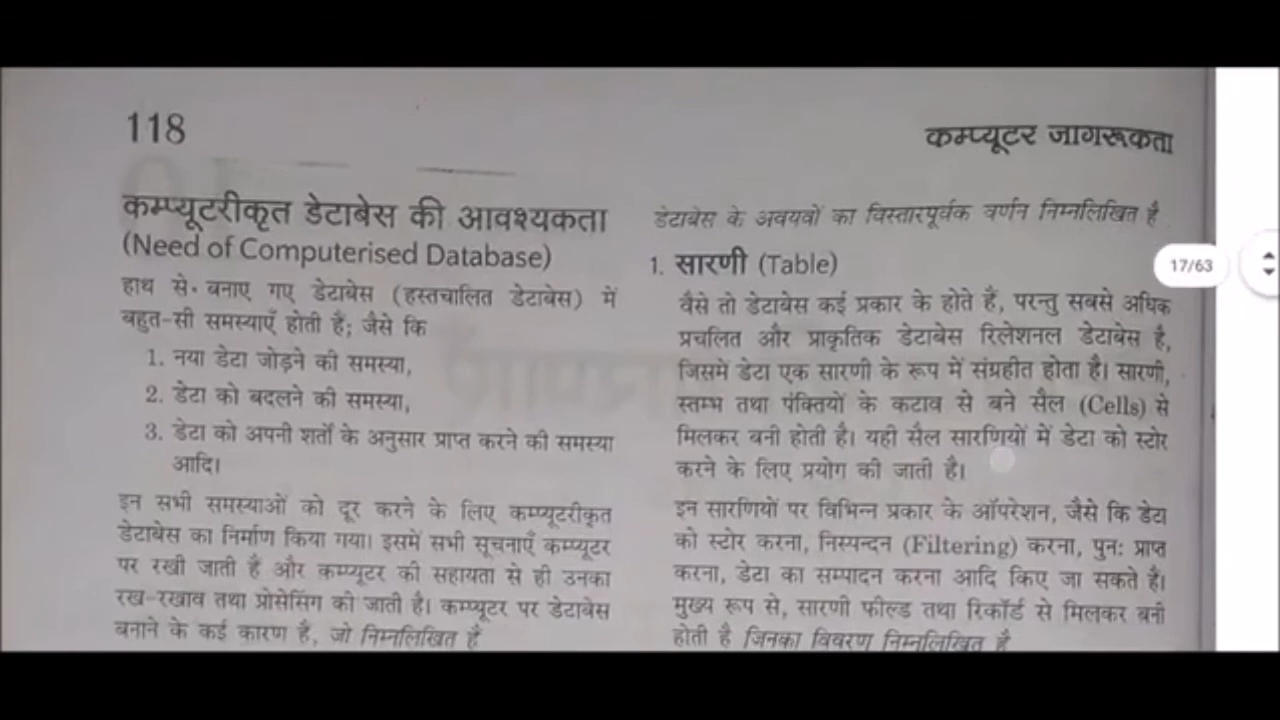 118
कम्प्यूटर जागरूकता
कम्प्यूटरीकृत डेटाबेस की आवश्यकता
(Need of Computerised Database)
हाथ से बनाए गए डेटाबेस (हस्तचालित डेटाबेस) में
बहुत-सी समस्याएँ होती हैं; जैसे कि
1. नया डेटा जोड़ने की समस्या,
2. डेटा को बदलने की समस्या,
3. डेटा को अपनी शर्तों के अनुसार प्राप्त करने की समस्या
आदि।
इन सभी समस्याओं को दूर करने के लिए कम्प्यूटरीकृत
डेटाबेस का निर्माण किया गया। इसमें सभी सूचनाएँ कम्प्यूटर
पर रखी जाती हैं और कम्प्यूटर की सहायता से ही उनका
रख-रखाव तथा प्रोसेसिंग की जाती है। कम्प्यूटर पर डेटाबेस
बनाने के कई कारण है, जो निम्नलिखित हैं
डेटाबेस के अवयवों का विस्तारपूर्वक वर्णन निम्नलिखित है
1. सारणी (Table)
वैसे तो डेटाबेस कई प्रकार के होते हैं, परन्तु सबसे अधिक
प्रचलित और प्राकृतिक डेटाबेस रिलेशनल डेटाबेस है,
जिसमें डेटा एक सारणी के रूप में संग्रहीत होता है। सारणी,
स्तम्भ तथा पंक्तियों के कटाव से बने सैल (Cells) से
मिलकर बनी होती है। यही सैल सारणियों में डेटा को स्टोर
करने के लिए प्रयोग की जाती है।
इन सारणियों पर विभिन्न प्रकार के ऑपरेशन, जैसे कि डेटा
को स्टोर करना, निस्यन्दन (Filtering) करना, पुन: प्राप्त
करना, डेटा का सम्पादन करना आदि किए जा सकते हैं।
मुख्य रूप से, सारणी फील्ड तथा रिकॉर्ड से मिलकर बनी
होती है जिनका विवरण निम्नलिखित है
17/63